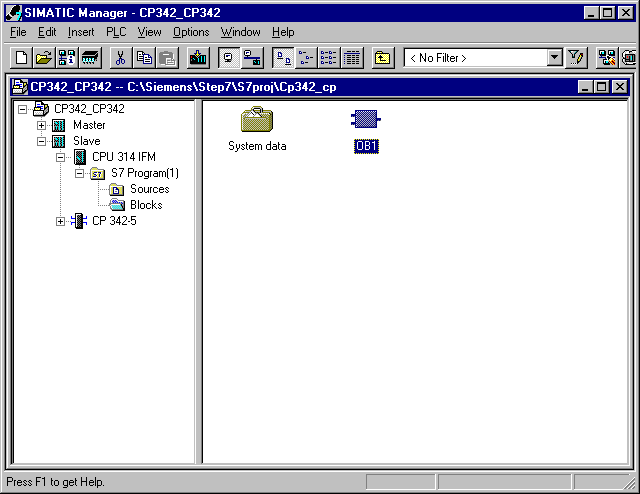 SIMATIC Manager - CP342_CP342
File Edit Insert PLC View Options Window Help
< No Filter>
CP342_CP342 -- C:\Siemens\Step7\S7proj\Cp342_cp
CP342_CP342
Master
Slave
CPU 314 IFM
S7 Program(1)
Sources
Blocks
CP 342-5
System data
OB1
Press F1 to get Help.